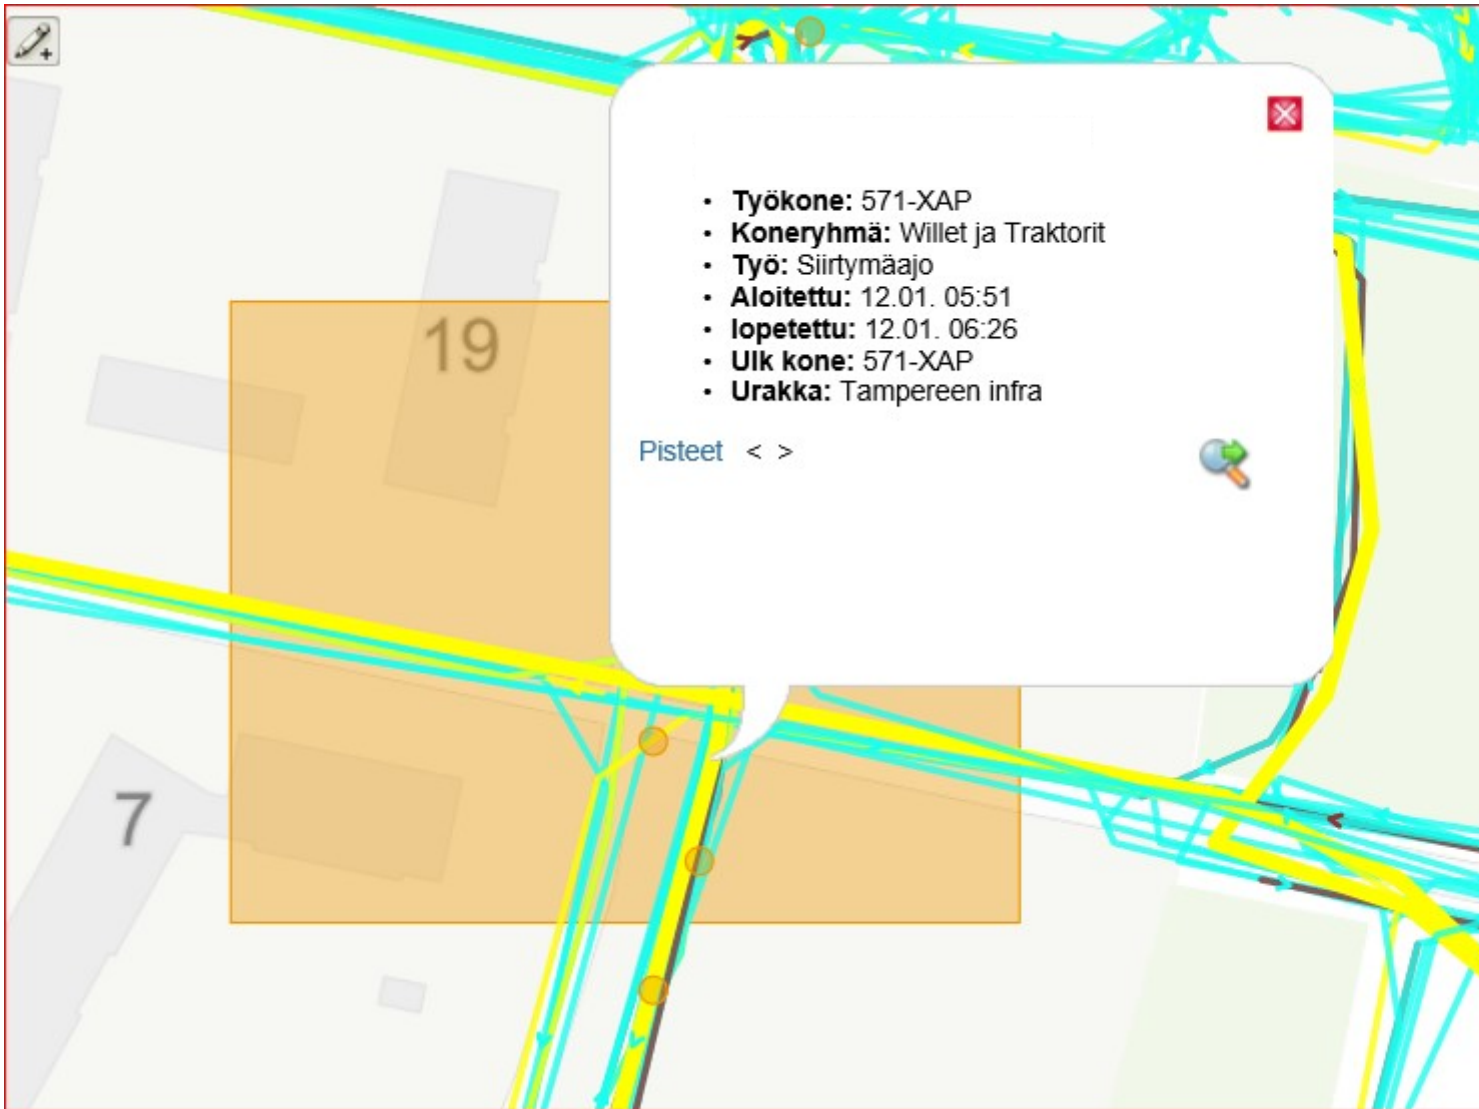 19
• Työkone: 571-XAP
• Koneryhmä: Willet ja Traktorit
• Työ: Siirtymäajo
• Aloitettu: 12.01. 05:51
• lopetettu: 12.01. 06:26
• Ulk kone: 571-XAP
• Urakka: Tampereen infra
Pisteet < >
7